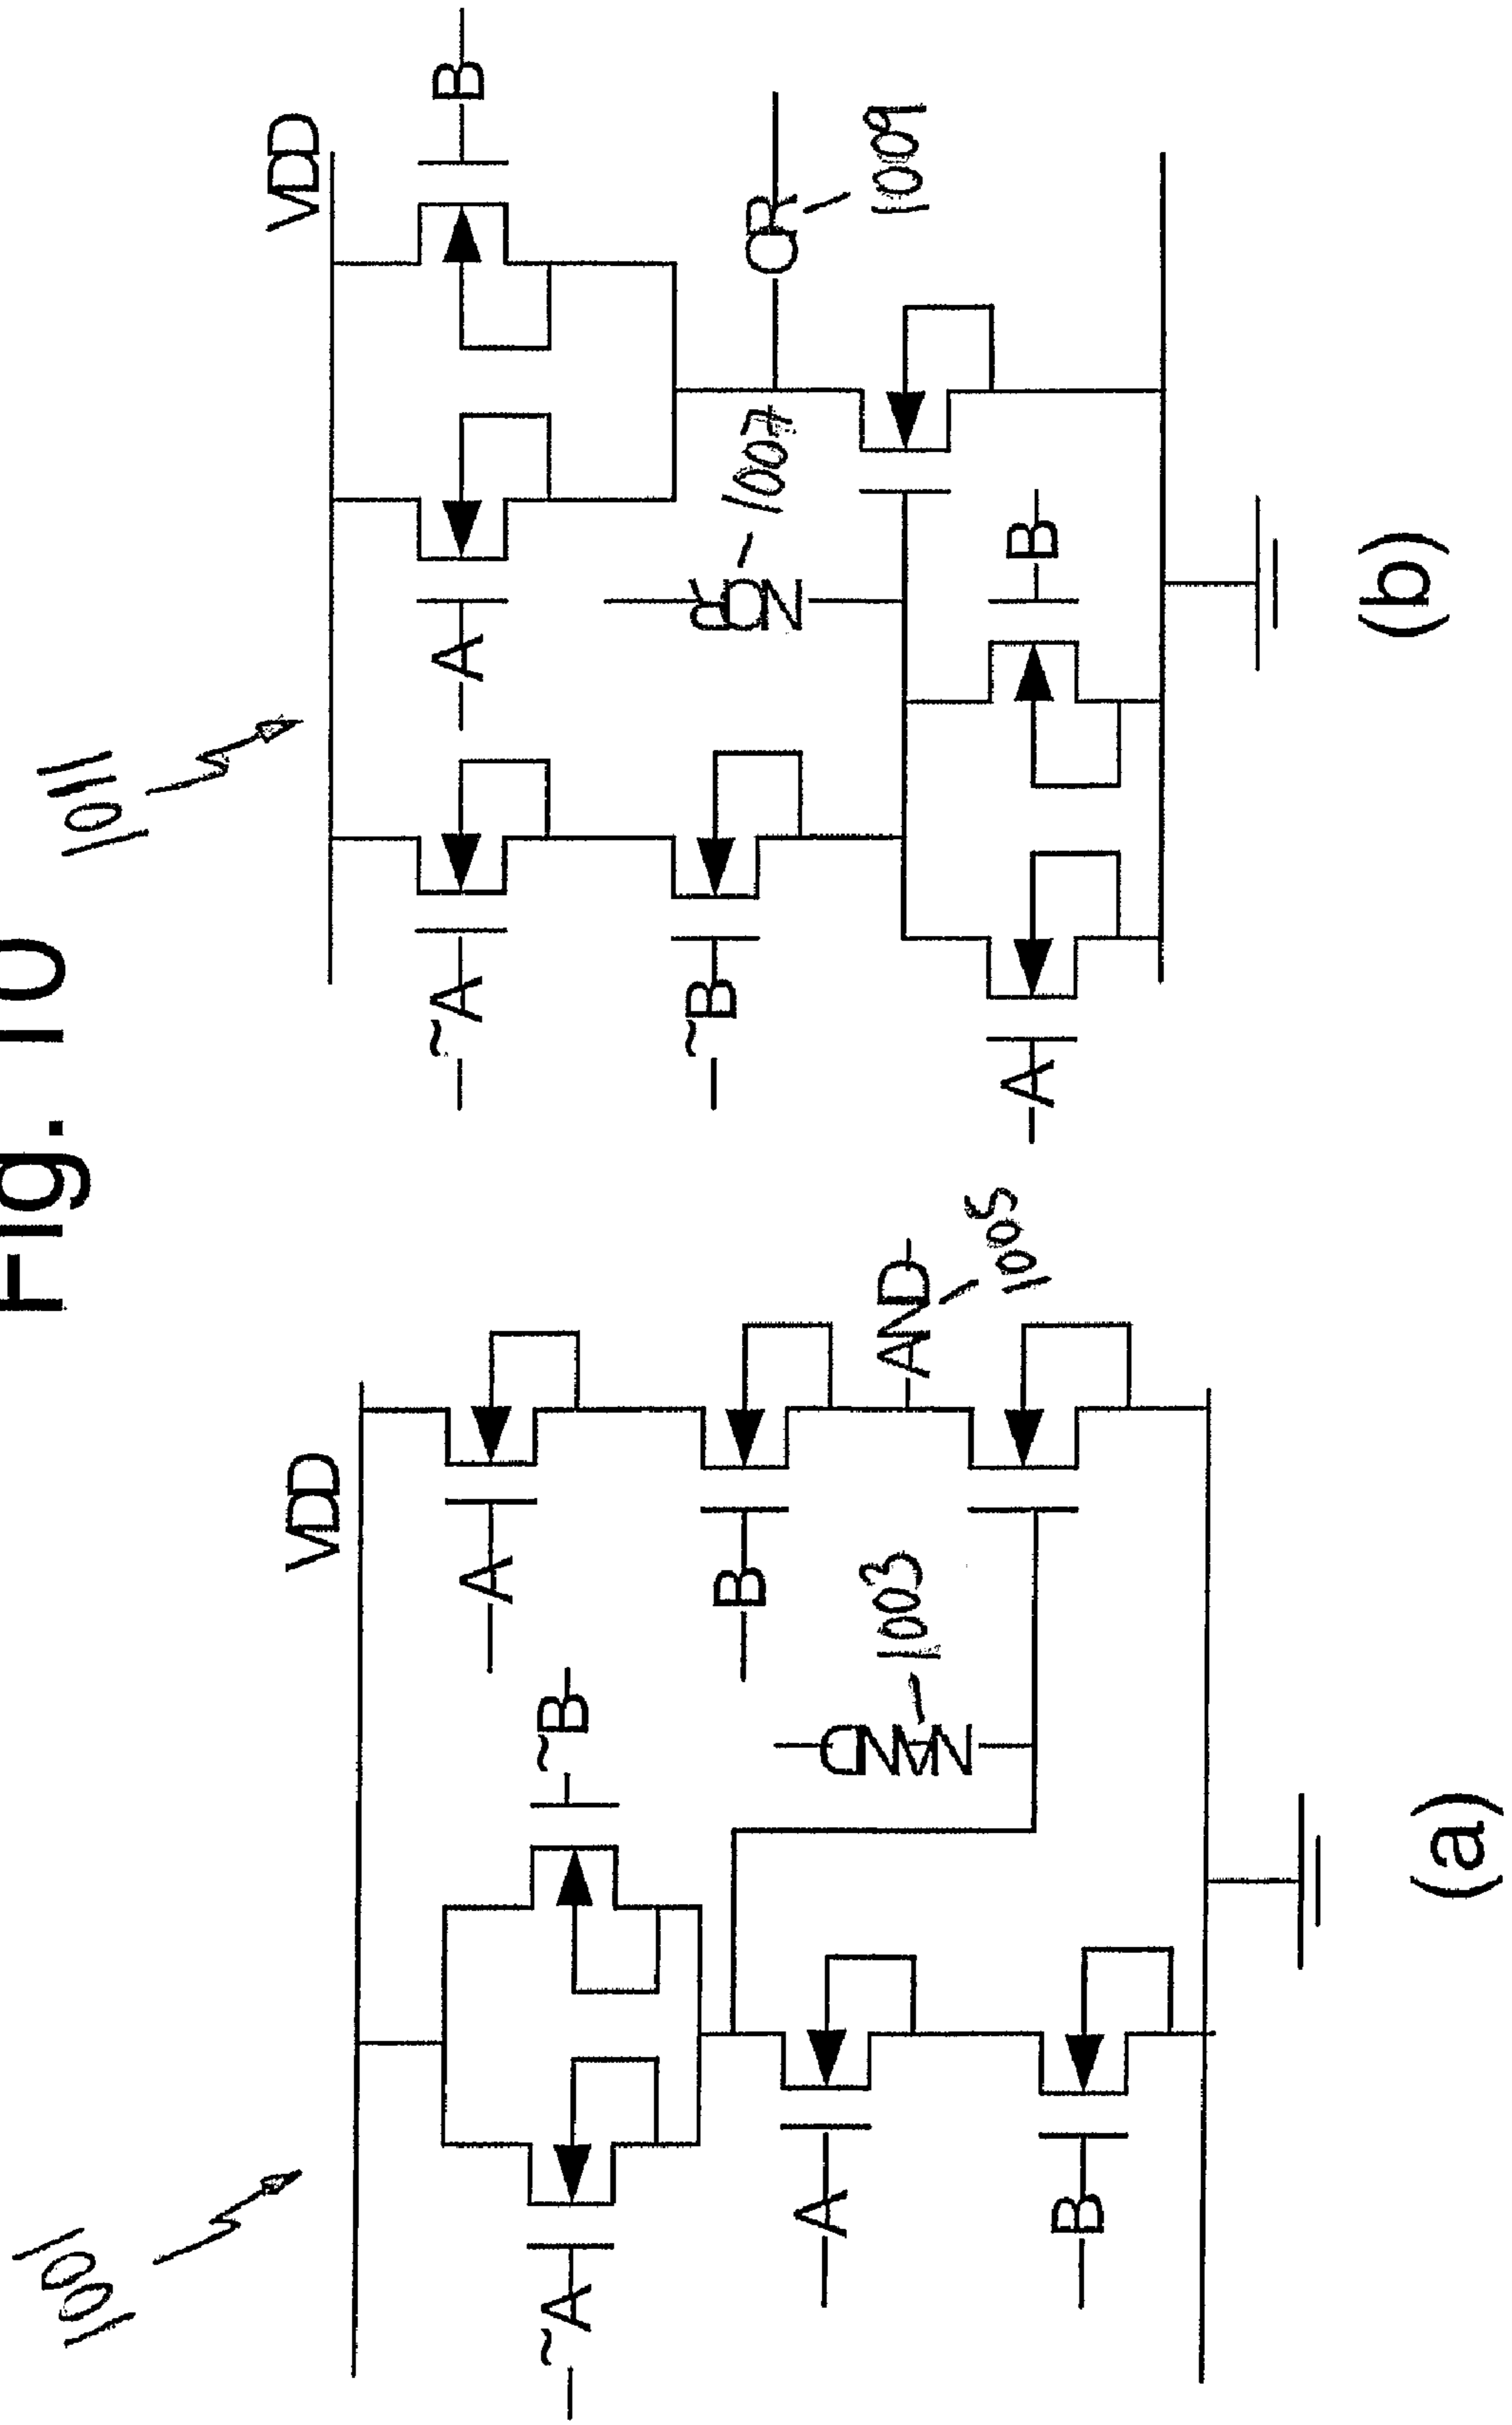 Fig. 10
1001
VDD
~A
~B
A
A
B
NAND
1003
AND
1005
B
(a)
1011
VDD
~A
A
B
~B
NOR
1007
OR
1009
A
B
(b)